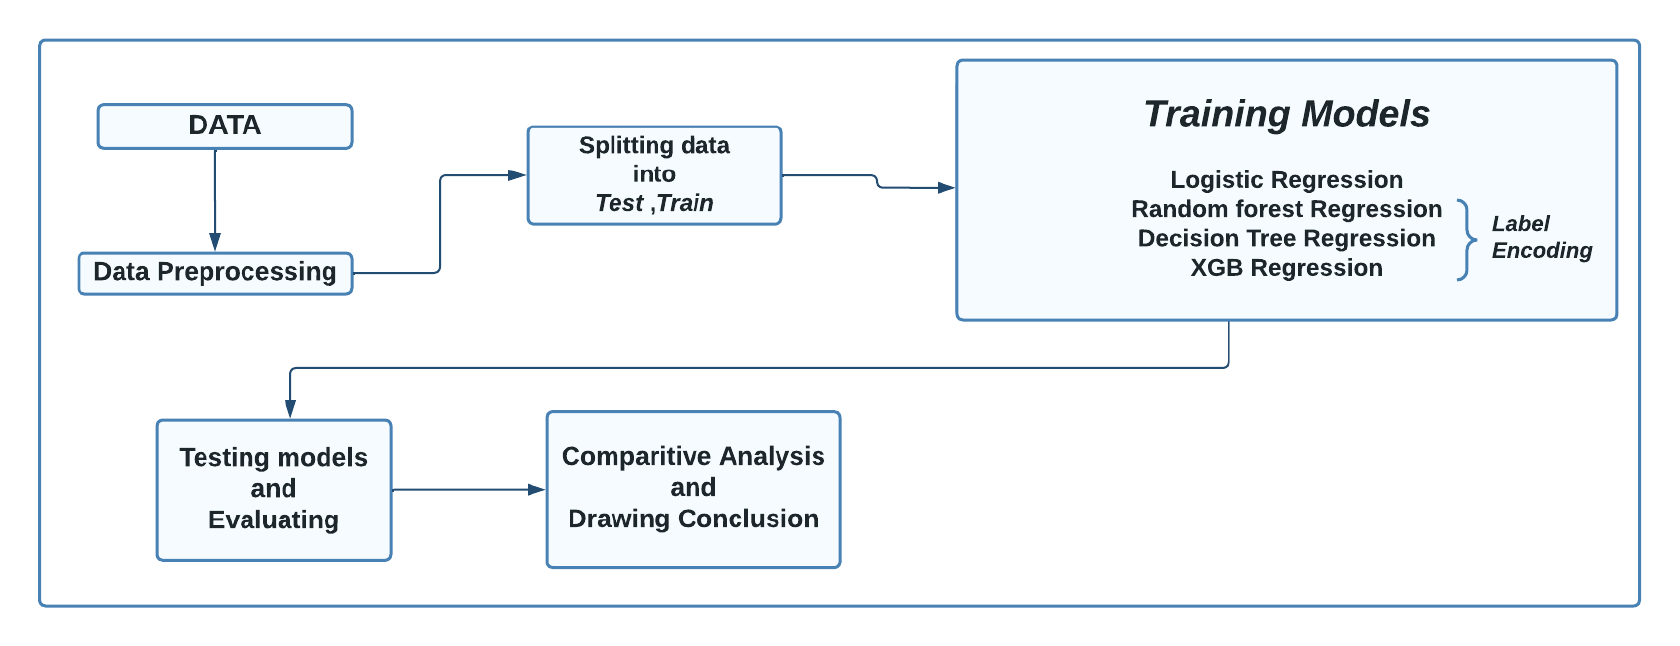 DATA
Data Preprocessing
Splitting data
into
Test ,Train
Training Models
Logistic Regression
Random forest Regression
Decision Tree Regression
XGB Regression
Label
Encoding
Testing models
and
Evaluating
Comparitive Analysis
and
Drawing Conclusion